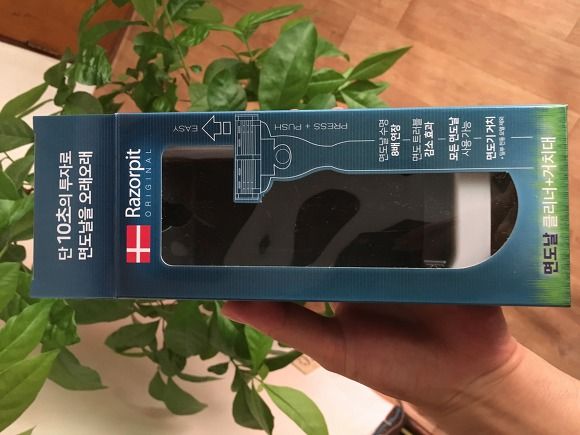 단 10초의 투자로
면도날을 오래오래
Razorpit
ORIGINAL
EASY
PRESS + PUSH
면도날 수명
8배 연장
면도 트러블
감소 효과
모든 면도날
사용 가능
면도기 거치
면도날 클리너+거치대